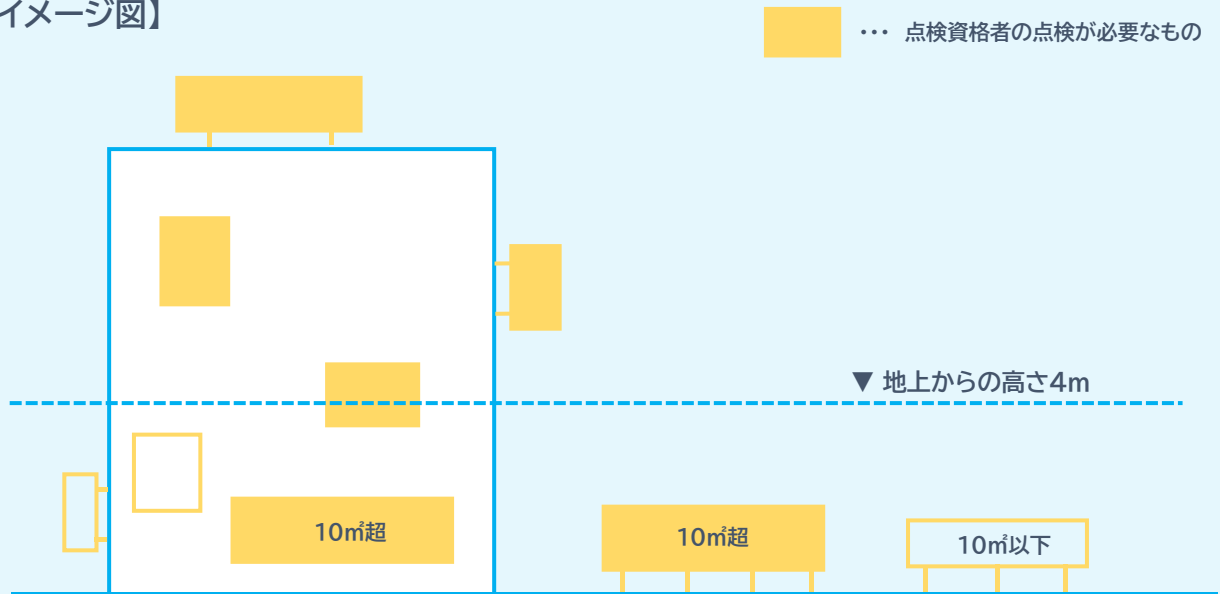 イメージ図】
･･･ 点検資格者の点検が必要なもの
▼ 地上からの高さ4m
10㎡超
10㎡超
10㎡以下